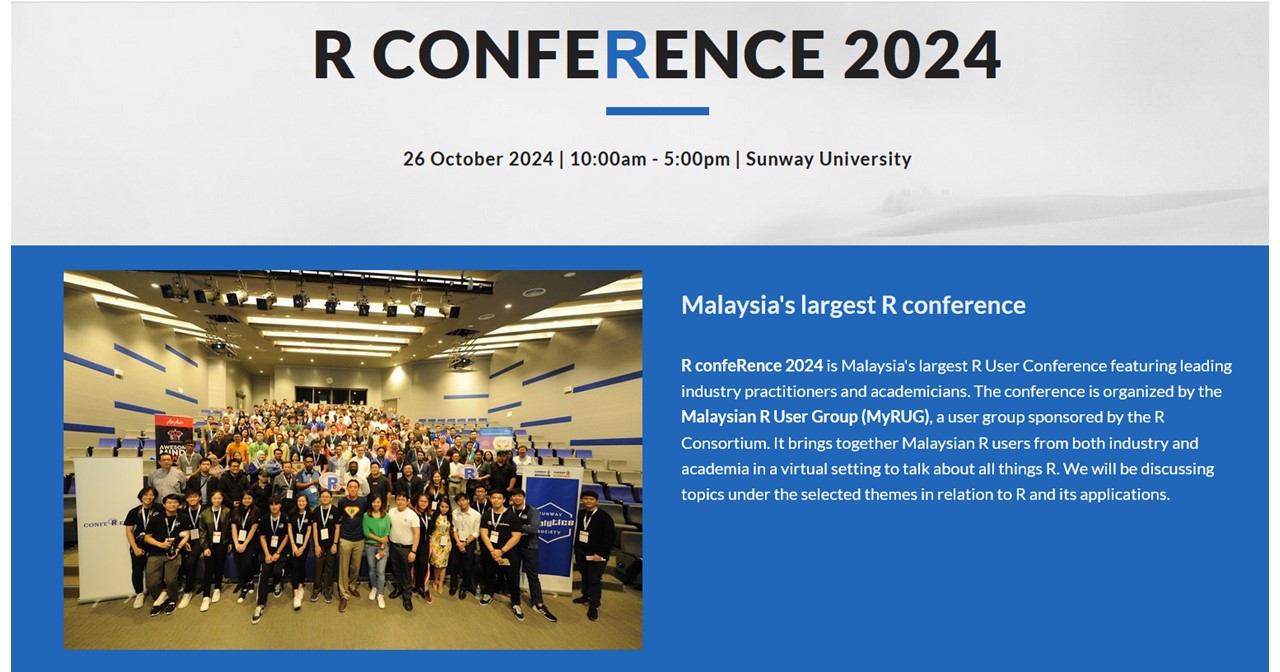 R CONFERENCE 2024
26 October 2024 | 10:00am - 5:00pm | Sunway University
Malaysia's largest R conference
R confeRence 2024 is Malaysia's largest R User Conference featuring leading
industry practitioners and academicians. The conference is organized by the
Malaysian R User Group (MyRUG), a user group sponsored by the R
Consortium. It brings together Malaysian R users from both industry and
academia in a virtual setting to talk about all things R. We will be discussing
topics under the selected themes in relation to R and its applications.
AirAsia
R
R
SUNWAY
SOCIETY